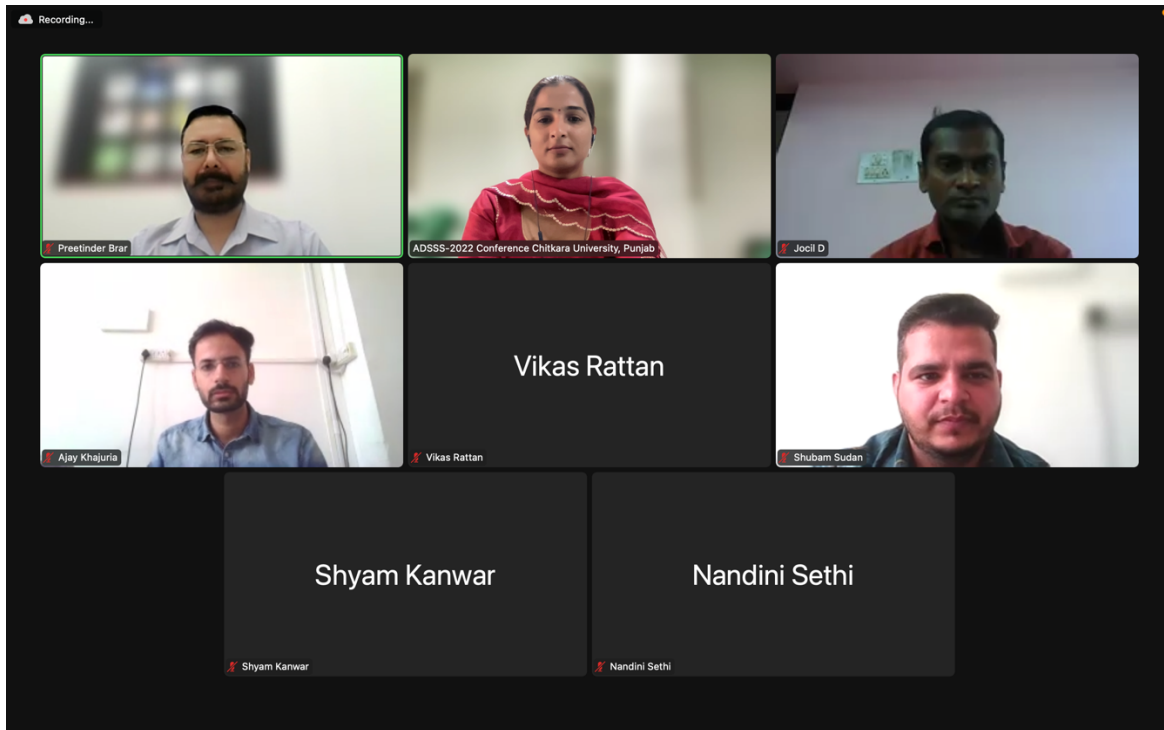 Recording...
Preetinder Brar
ADSSS-2022 Conference Chitkara University, Punjab
Jocil D
Ajay Khajuria
Vikas Rattan
Vikas Rattan
Shubam Sudan
Shyam Kanwar
Shyam Kanwar
Nandini Sethi
Nandini Sethi